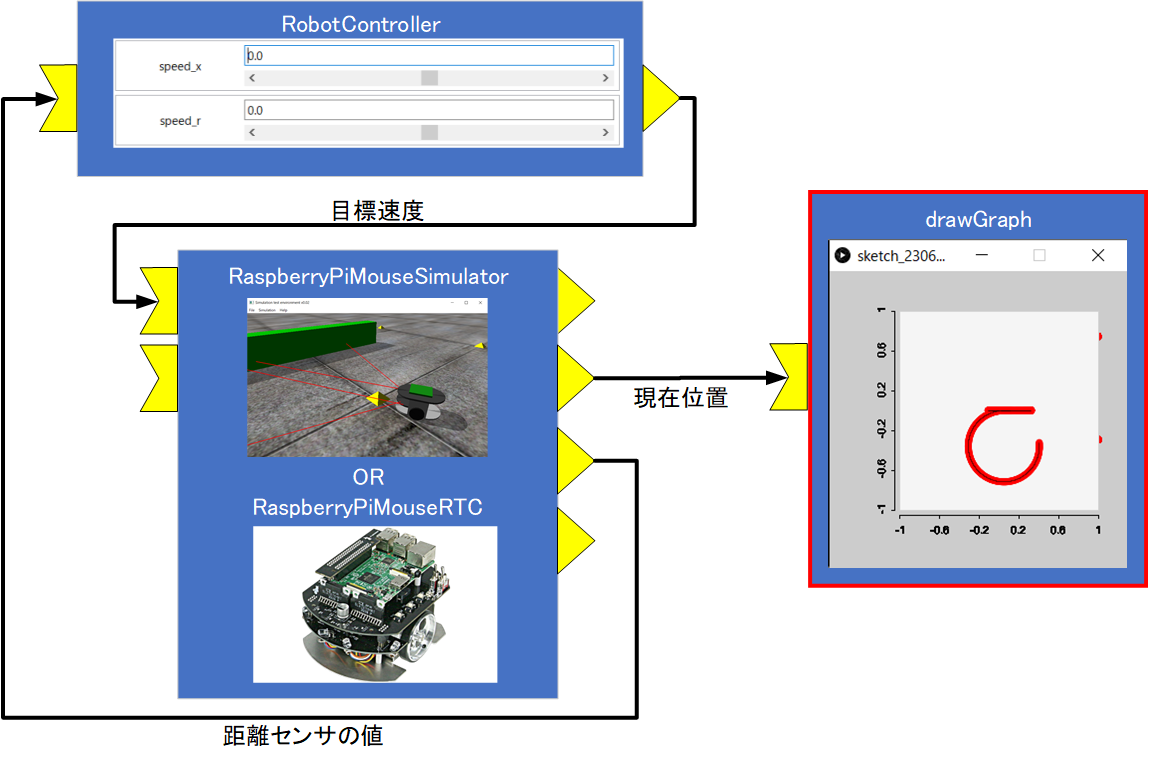 RobotController
speed_x
0.0
speed_r
0.0
目標速度
RaspberryPiMouseSimulator
Simulation test environment v0.02
File Simulation Help
OR
RaspberryPiMouseRTC
現在位置
距離センサの値
drawGraph
sketch_2306...
1
0.6
0.2
-0.2
-0.6
-1
-1 -0.6 -0.2 0.2 0.6 1